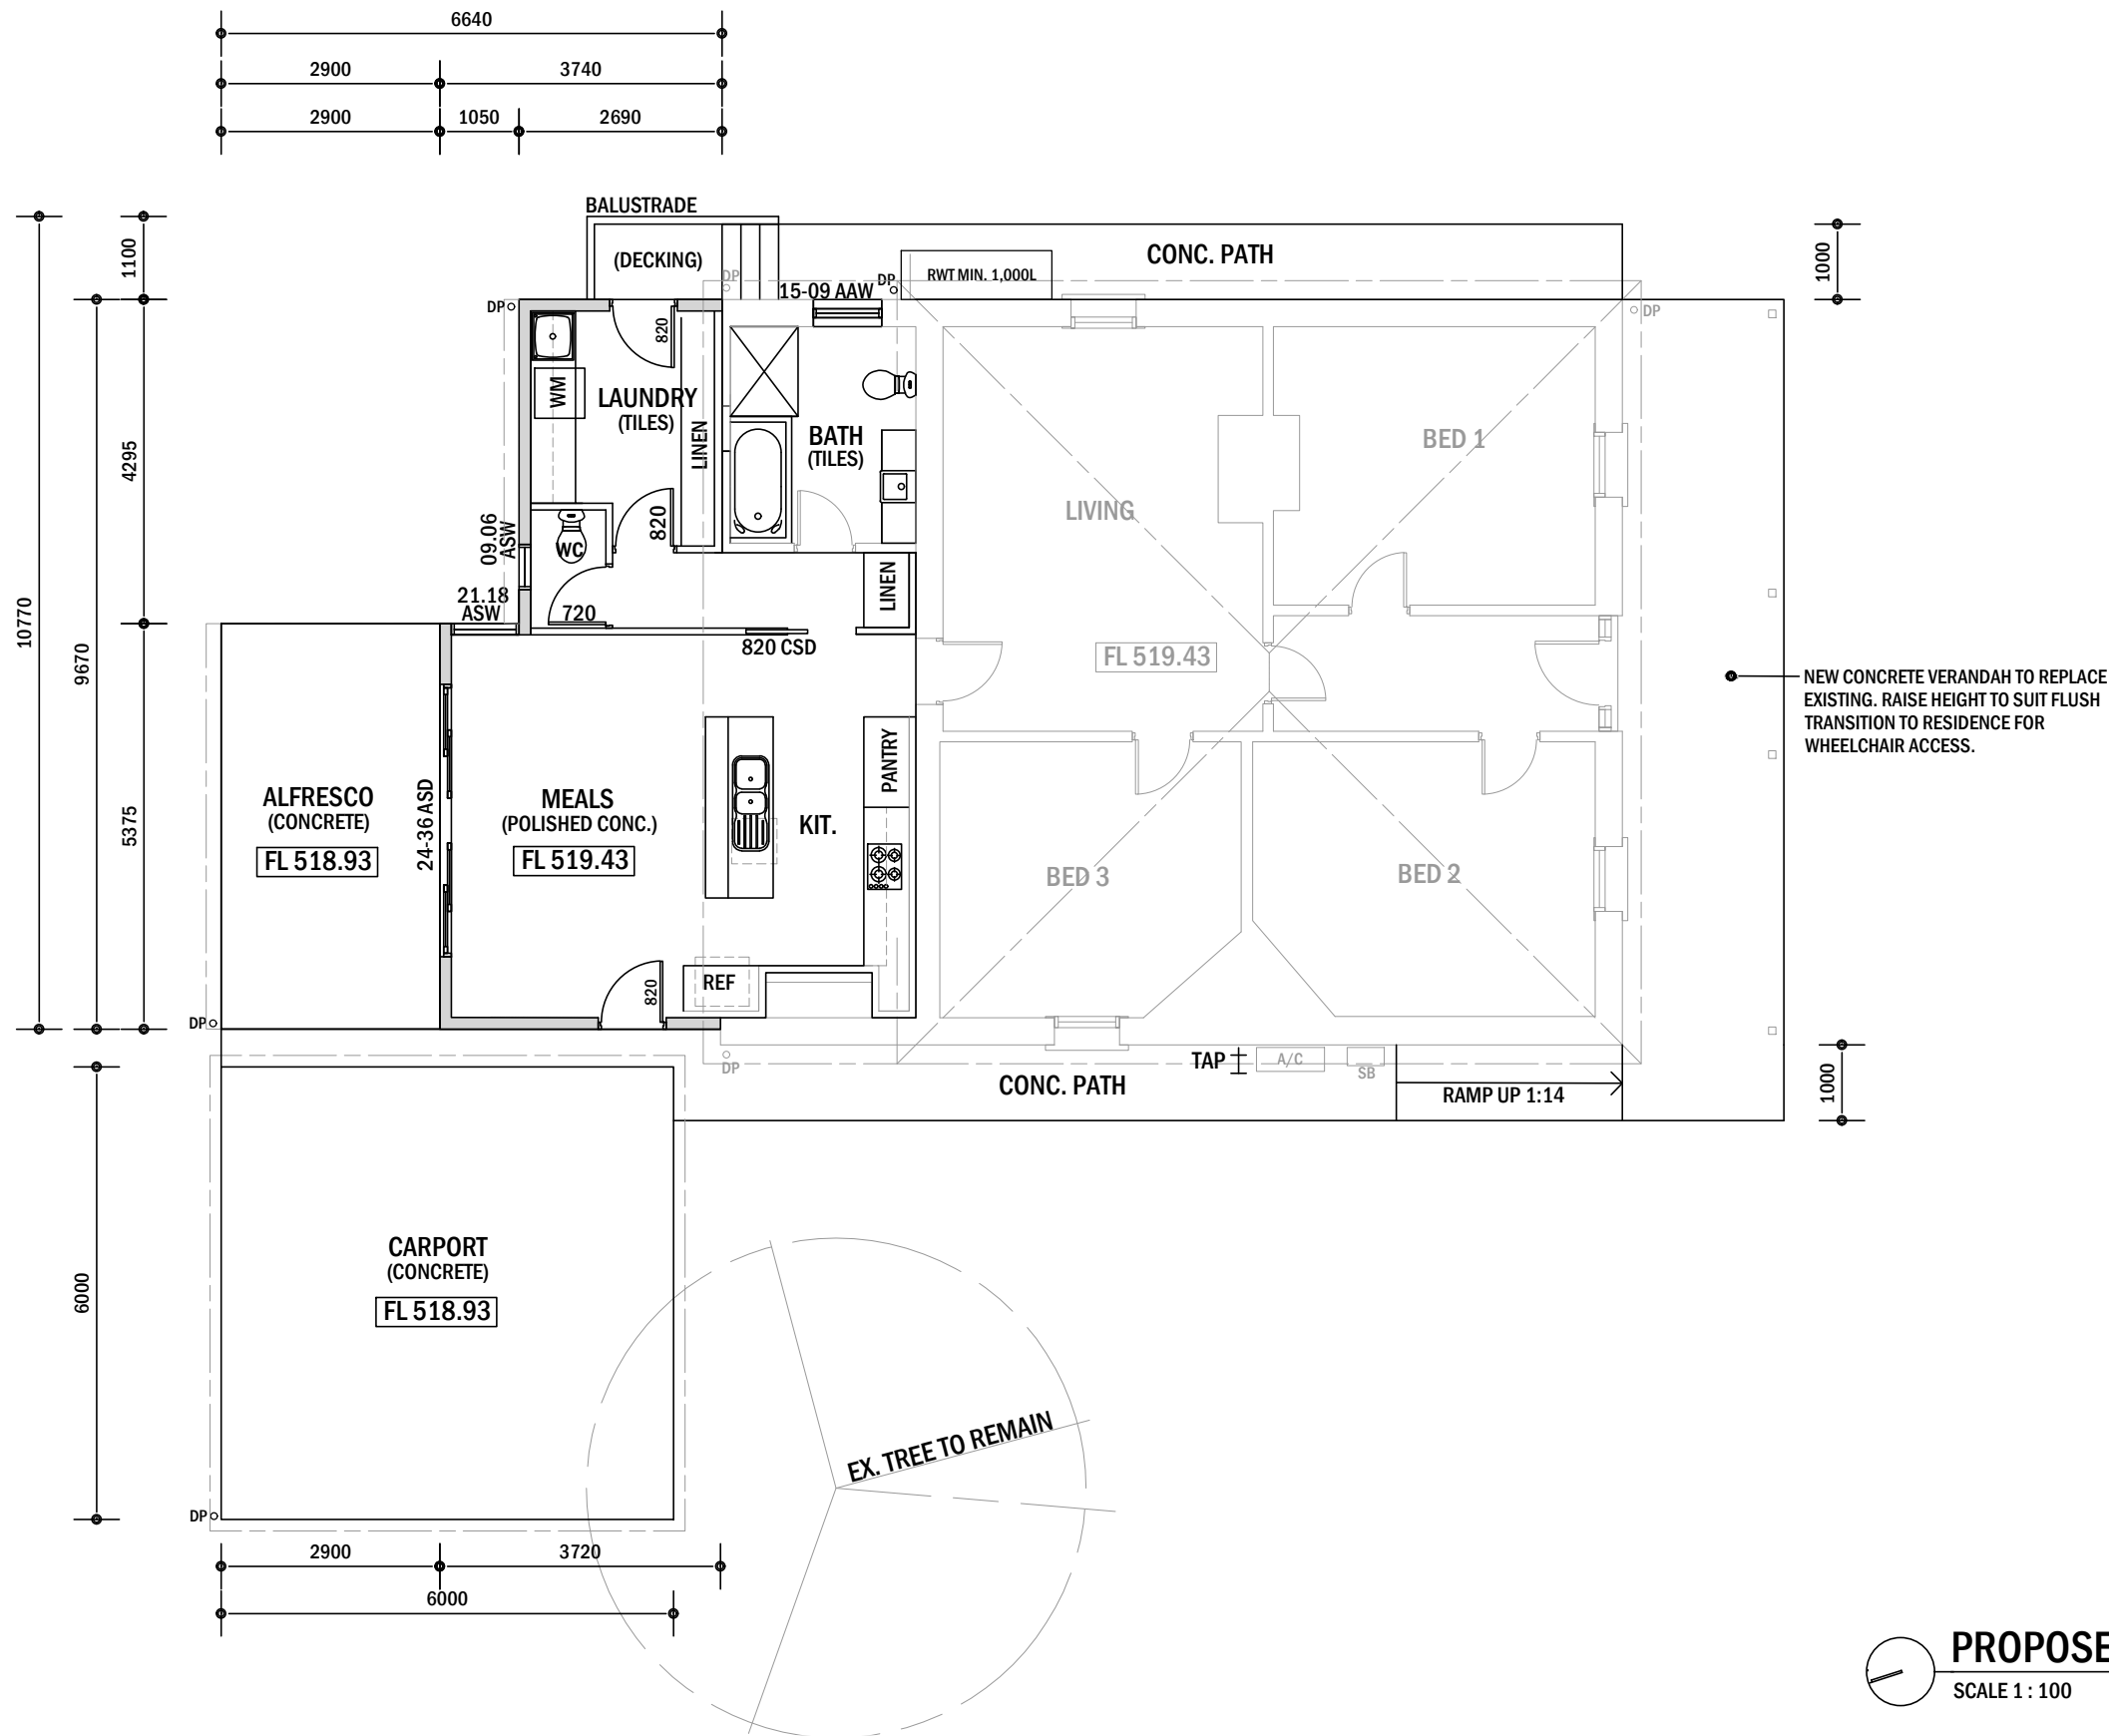 6640
2900 3740
2900 1050 2690
BALUSTRADE
(DECKING)
CONC. PATH
1100
1000
DP
DP
RWT MIN. 1,000L
15-09 AAW
DP
DP
820
WM
LAUNDRY
(TILES)
LINEN
BATH
(TILES)
BED 1
4295
LIVING
09.06
ASW
WC
820
LINEN
21.18
ASW
720
820 CSD
10770
9670
FL 519.43
NEW CONCRETE VERANDAH TO REPLACE
EXISTING. RAISE HEIGHT TO SUIT FLUSH
TRANSITION TO RESIDENCE FOR
WHEELCHAIR ACCESS.
PANTRY
ALFRESCO
(CONCRETE)
FL 518.93
24-36 ASD
MEALS
(POLISHED CONC.)
FL 519.43
KIT.
5375
BED 3
BED 2
REF
820
DP
DP
TAP
A/C
SB
CONC. PATH
RAMP UP 1:14
1000
CARPORT
(CONCRETE)
FL 518.93
6000
EX. TREE TO REMAIN
DP
2900 3720
6000
PROPOSE
SCALE 1 : 100